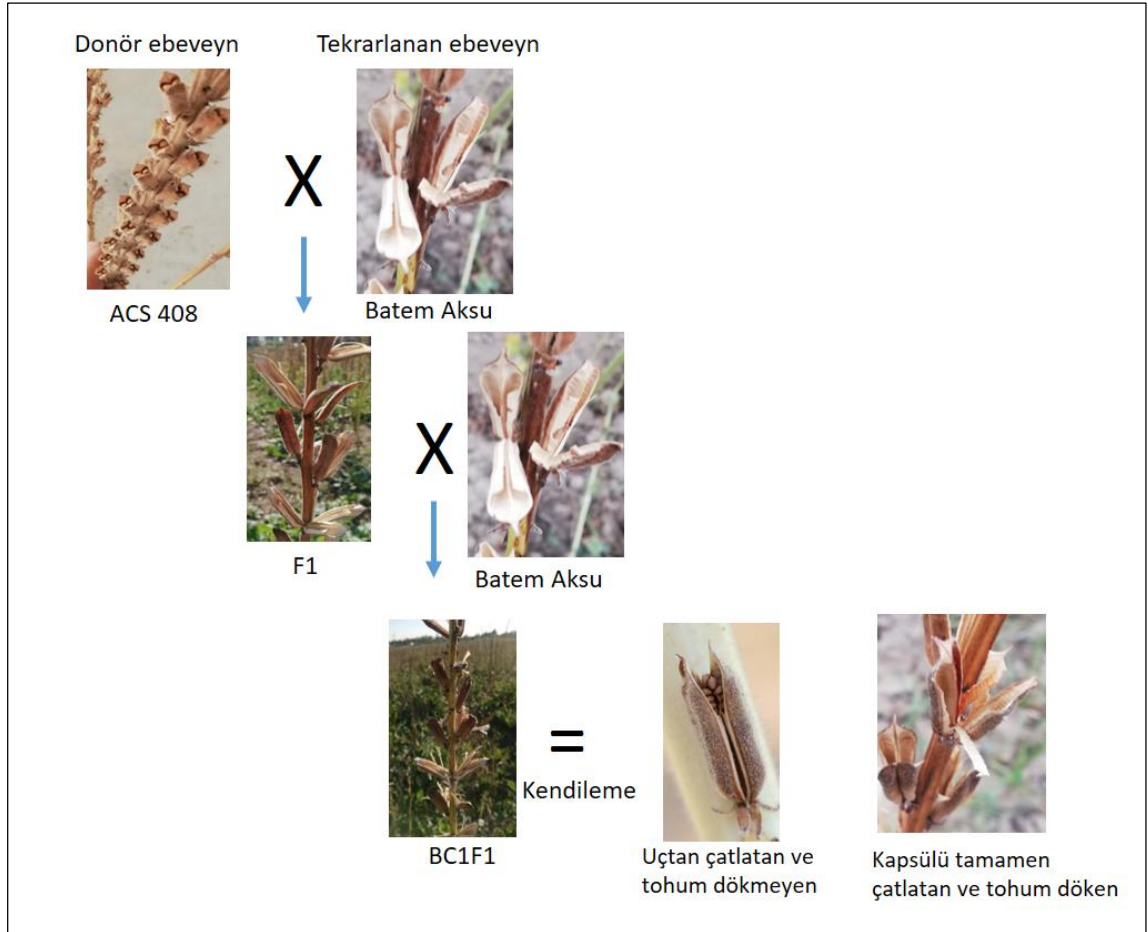 Donör ebeveyn
Tekrarlanan ebeveyn
X
ACS 408
Batem Aksu
X
F1
Batem Aksu
=
Kendileme
BC1F1
Uçtan çatlatan ve
tohum dökmeyen
Kapsülü tamamen
çatlatan ve tohum döken